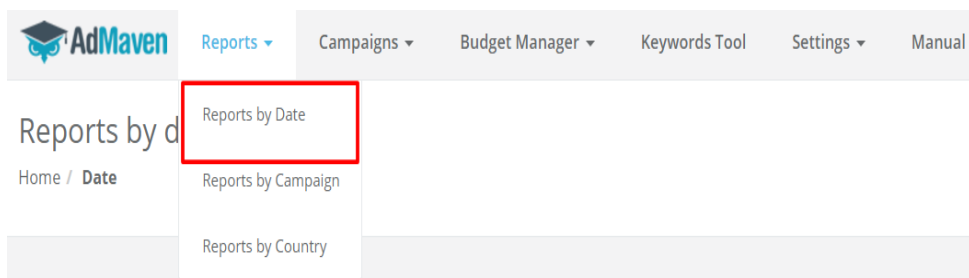 AdMaven Reports Campaigns Budget Manager Keywords Tool Settings Manual
Reports by Date
Reports by d
Home / Date
Reports by Campaign
Reports by Country